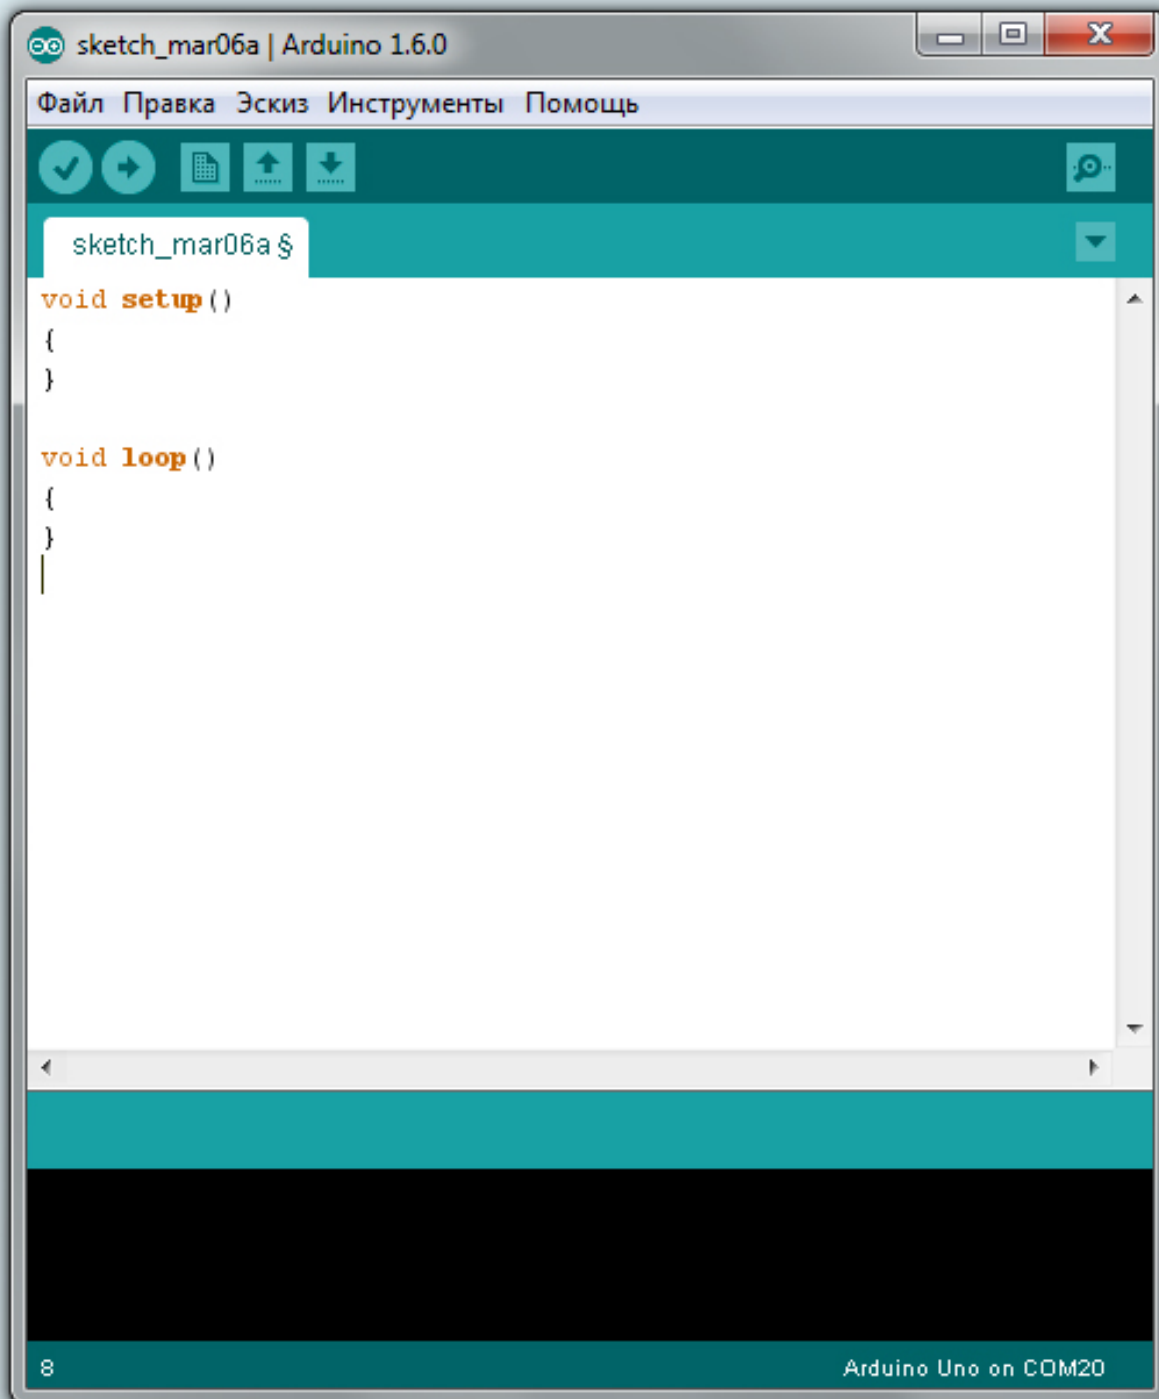 sketch_mar06a | Arduino 1.6.0
Файл Правка Эскиз Инструменты Помощь
sketch_mar06a §
void setup()
{
}
void loop()
{
}
8 Arduino Uno on COM20